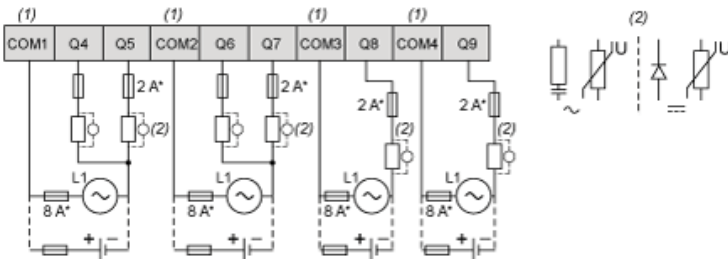 (1) (1) (1) (1) (2)
COM1 Q4 Q5 COM2 Q6 Q7 COM3 Q8 COM4 Q9
U U
2 A* 2 A*
2 A* 2 A*
(2) (2) (2) (2)
L1 L1 L1 L1
8 A* 8 A* 8 A* 8 A*
+ − + − + − + −